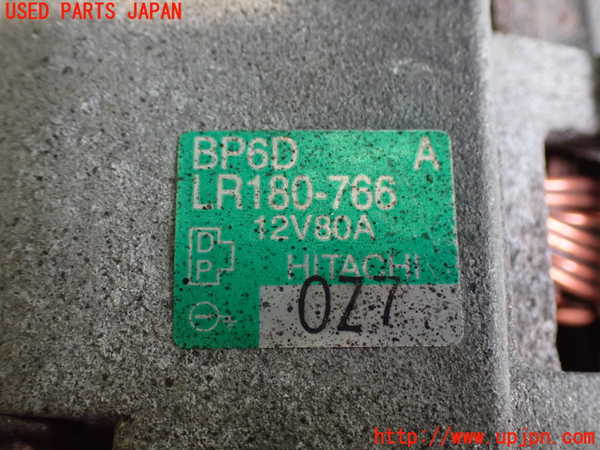 USED PARTS JAPAN
BP6D A
LR180-766
12V80A
D
P
HITACHI
0Z7
http://www.upjpn.com/